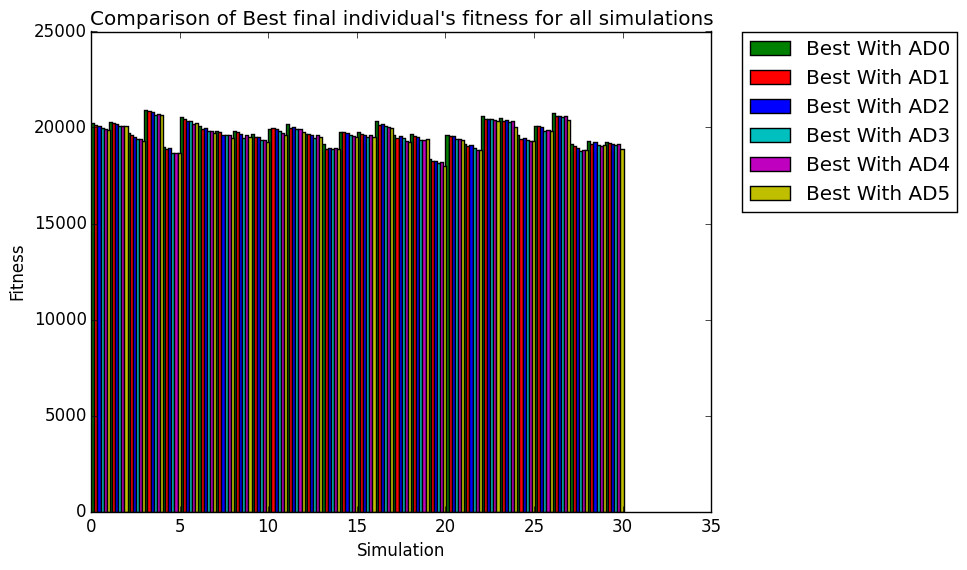 Comparison of Best final individual's fitness for all simulations
25000
20000
15000
10000
5000
0
Fitness
0 5 10 15 20 25 30 35
Simulation
Best With AD0
Best With AD1
Best With AD2
Best With AD3
Best With AD4
Best With AD5